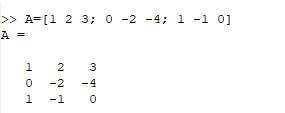 >> A=[1 2 3; 0 -2 -4; 1 -1 0]
A =
1 2 3
0 -2 -4
1 -1 0